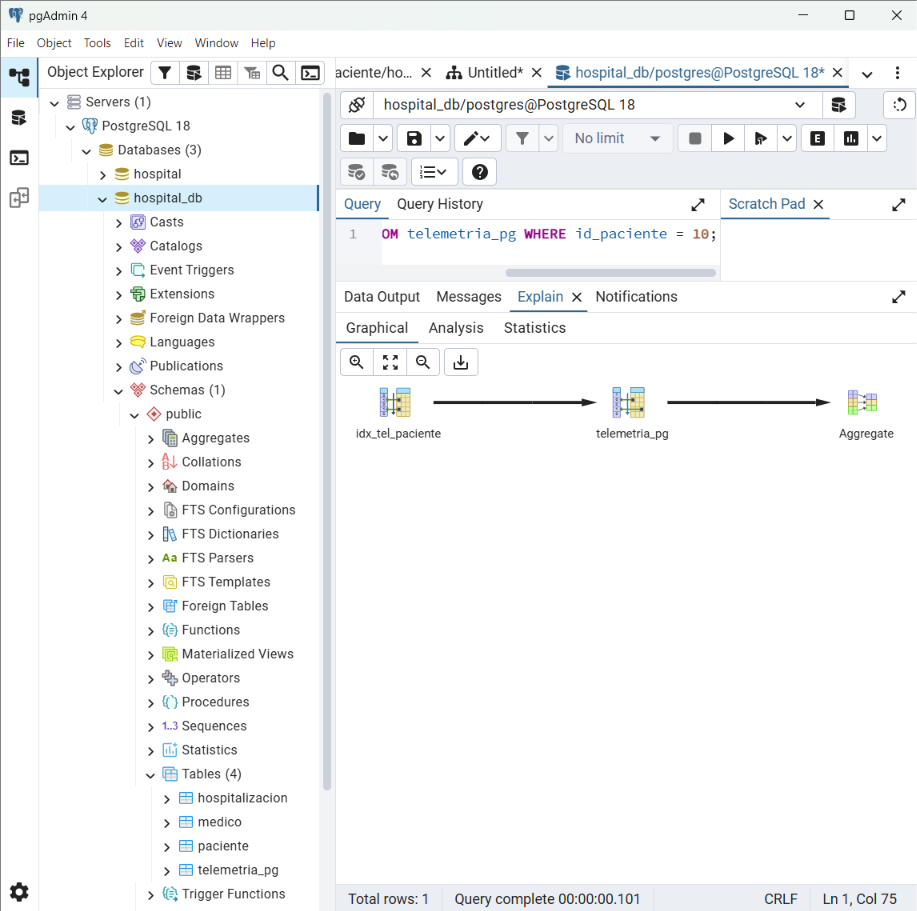 pgAdmin 4
File Object Tools Edit View Window Help
Object Explorer
Servers (1)
PostgreSQL 18
Databases (3)
hospital
hospital_db
Casts
Catalogs
Event Triggers
Extensions
Foreign Data Wrappers
Languages
Publications
Schemas (1)
public
Aggregates
Collations
Domains
FTS Configurations
FTS Dictionaries
Aa FTS Parsers
FTS Templates
Foreign Tables
Functions
Materialized Views
Operators
Procedures
1..3 Sequences
Statistics
Tables (4)
hospitalizacion
medico
paciente
telemetria_pg
Trigger Functions
aciente/ho... Untitled* hospital_db/postgres@PostgreSQL 18*
hospital_db/postgres@PostgreSQL 18
No limit
E
Query Query History
Scratch Pad
1 OM telemetria_pg WHERE id_paciente = 10;
Data Output Messages Explain Notifications
Graphical Analysis Statistics
idx_tel_paciente telemetria_pg Aggregate
Total rows: 1 Query complete 00:00:00.101 CRLF Ln 1, Col 75